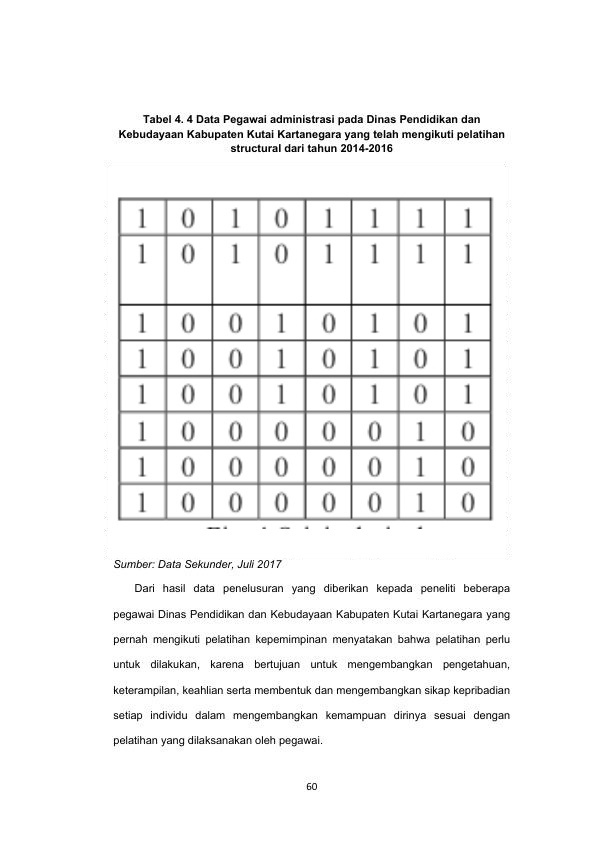 Tabel 4. 4 Data Pegawai administrasi pada Dinas Pendidikan dan
Kebudayaan Kabupaten Kutai Kartanegara yang telah mengikuti pelatihan
structural dari tahun 2014-2016
1 0 1 0 1 1 1 1
1 0 1 0 1 1 1 1
1 0 0 1 0 1 0 1
1 0 0 1 0 1 0 1
1 0 0 1 0 1 0 1
1 0 0 0 0 0 1 0
1 0 0 0 0 0 1 0
1 0 0 0 0 0 1 0
Sumber: Data Sekunder, Juli 2017
Dari hasil data penelusuran yang diberikan kepada peneliti beberapa
pegawai Dinas Pendidikan dan Kebudayaan Kabupaten Kutai Kartanegara yang
pernah mengikuti pelatihan kepemimpinan menyatakan bahwa pelatihan perlu
untuk dilakukan, karena bertujuan untuk mengembangkan pengetahuan,
keterampilan, keahlian serta membentuk dan mengembangkan sikap kepribadian
setiap individu dalam mengembangkan kemampuan dirinya sesuai dengan
pelatihan yang dilaksanakan oleh pegawai.
60